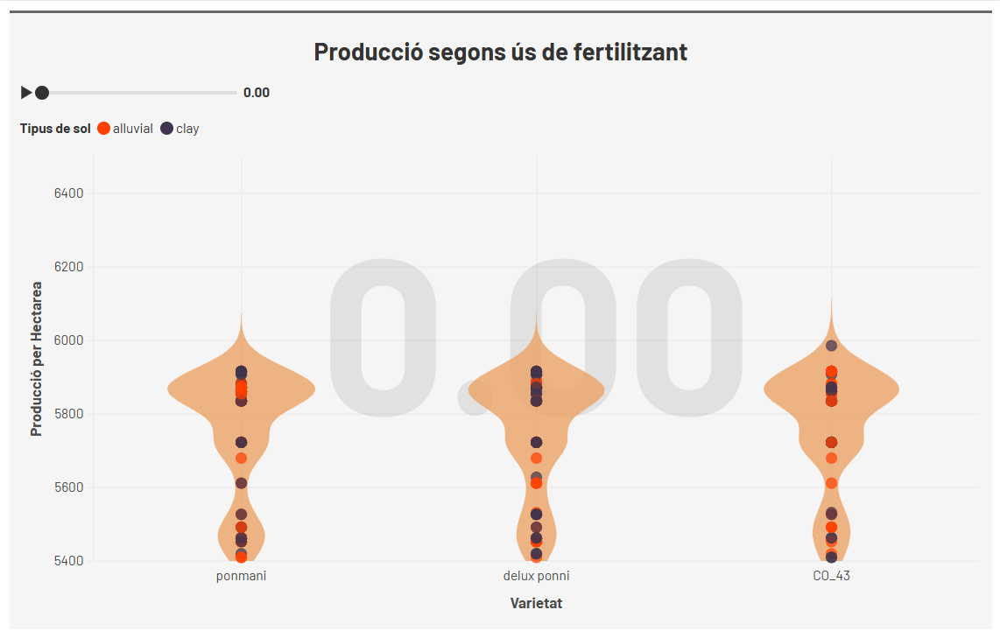 Producció segons ús de fertilitzant
0.00
Tipus de sol alluvial clay
6400
6200
6000
5800
5600
5400
Producció per Hectarea
0.00
ponmani delux ponni CO_43
Varietat